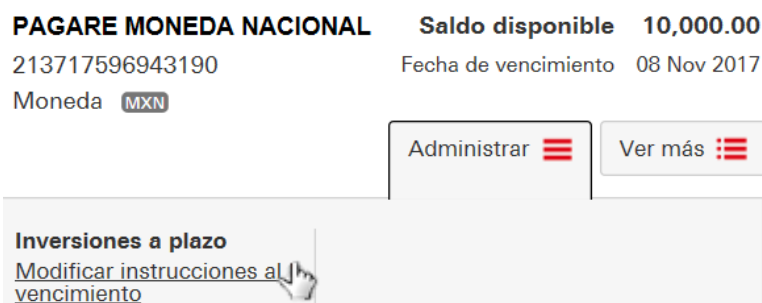 PAGARE MONEDA NACIONAL Saldo disponible 10,000.00
213717596943190 Fecha de vencimiento 08 Nov 2017
Moneda MXN
Administrar Ver más
Inversiones a plazo
Modificar instrucciones al
vencimiento